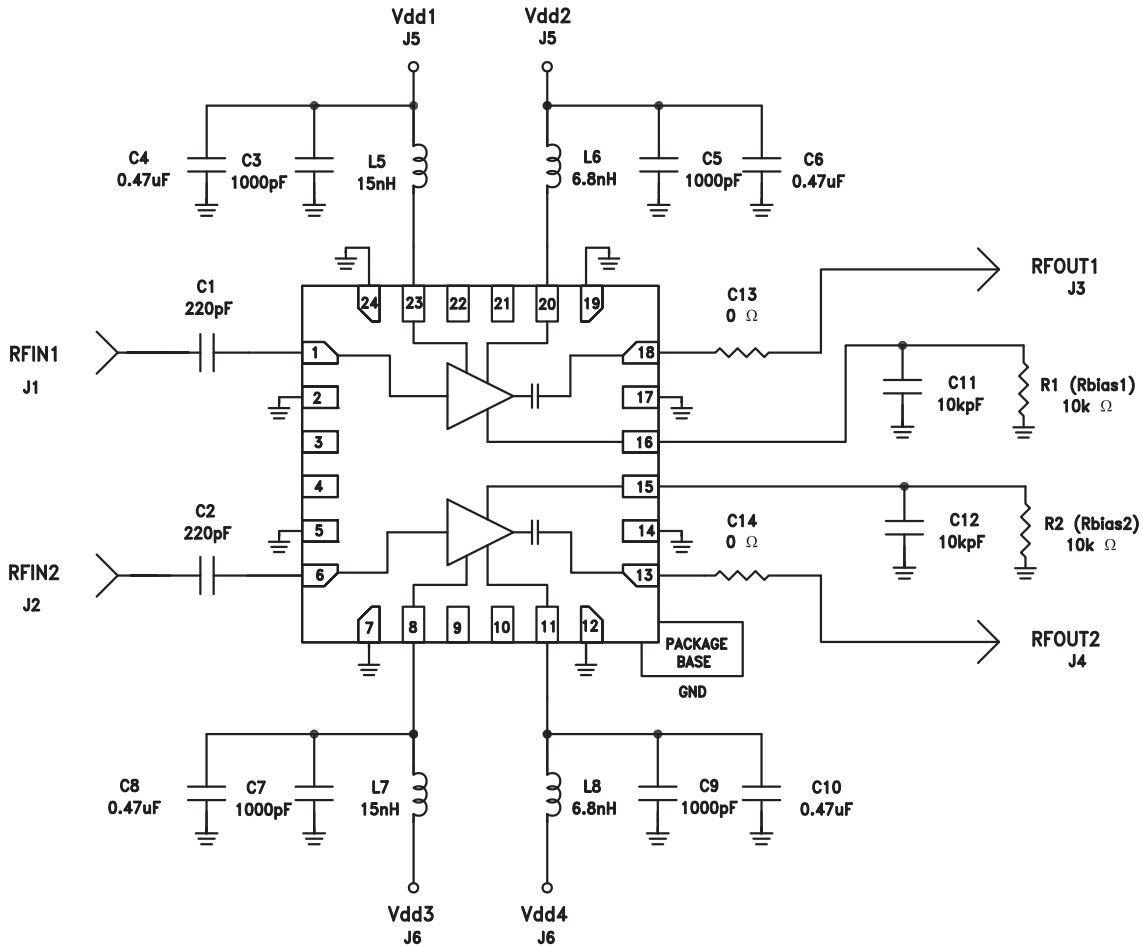 Vdd1
J5
Vdd2
J5
C4
0.47uF
C3
1000pF
L5
15nH
L6
6.8nH
C5
1000pF
C6
0.47uF
C1
220pF
24
23
22
21
20
19
C13
0 Ω
RFOUT1
J3
RFIN1
J1
1
18
2
17
C11
10kpF
R1 (Rbias1)
10k Ω
3
16
4
15
C2
220pF
5
14
C14
0 Ω
C12
10kpF
R2 (Rbias2)
10k Ω
RFIN2
J2
6
13
7
8
9
10
11
12
PACKAGE
BASE
GND
RFOUT2
J4
C8
0.47uF
C7
1000pF
L7
15nH
L8
6.8nH
C9
1000pF
C10
0.47uF
Vdd3
J6
Vdd4
J6